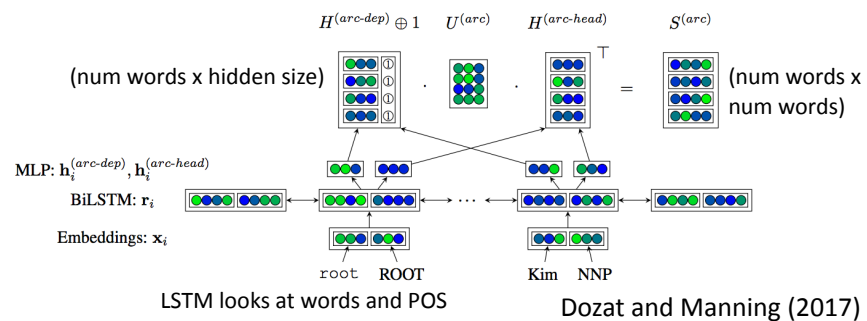 H^(arc-dep) ⊕ 1 U^(arc) H^(arc-head) S^(arc)
⊤
(num words x hidden size)
① ① ① ①
· · =
(num words x
num words)
MLP: h_i^(arc-dep), h_i^(arc-head)
BiLSTM: r_i
...
Embeddings: x_i
root ROOT Kim NNP
LSTM looks at words and POS
Dozat and Manning (2017)